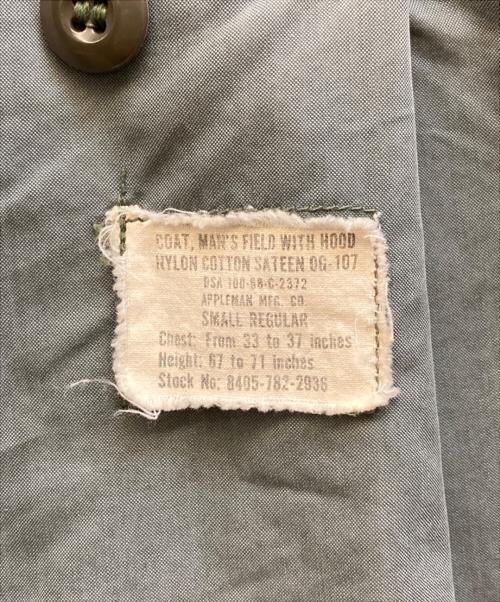 COAT, MAN'S FIELD WITH HOOD
NYLON COTTON SATEEN OG-107
DSA 100-68-C-2372
APPLEMAN MFG. CO.
SMALL REGULAR
Chest: From 33 to 37 inches
Height: 67 to 71 inches
Stock No: 8405-782-2936